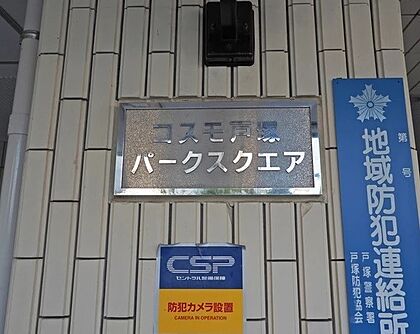 コスモ戸塚
パークスクエア
CSP
セントラル警備保障
防犯カメラ設置
CAMERA IN OPERATION
第 号
地域防犯連絡所
戸塚警察署
戸塚防犯協会